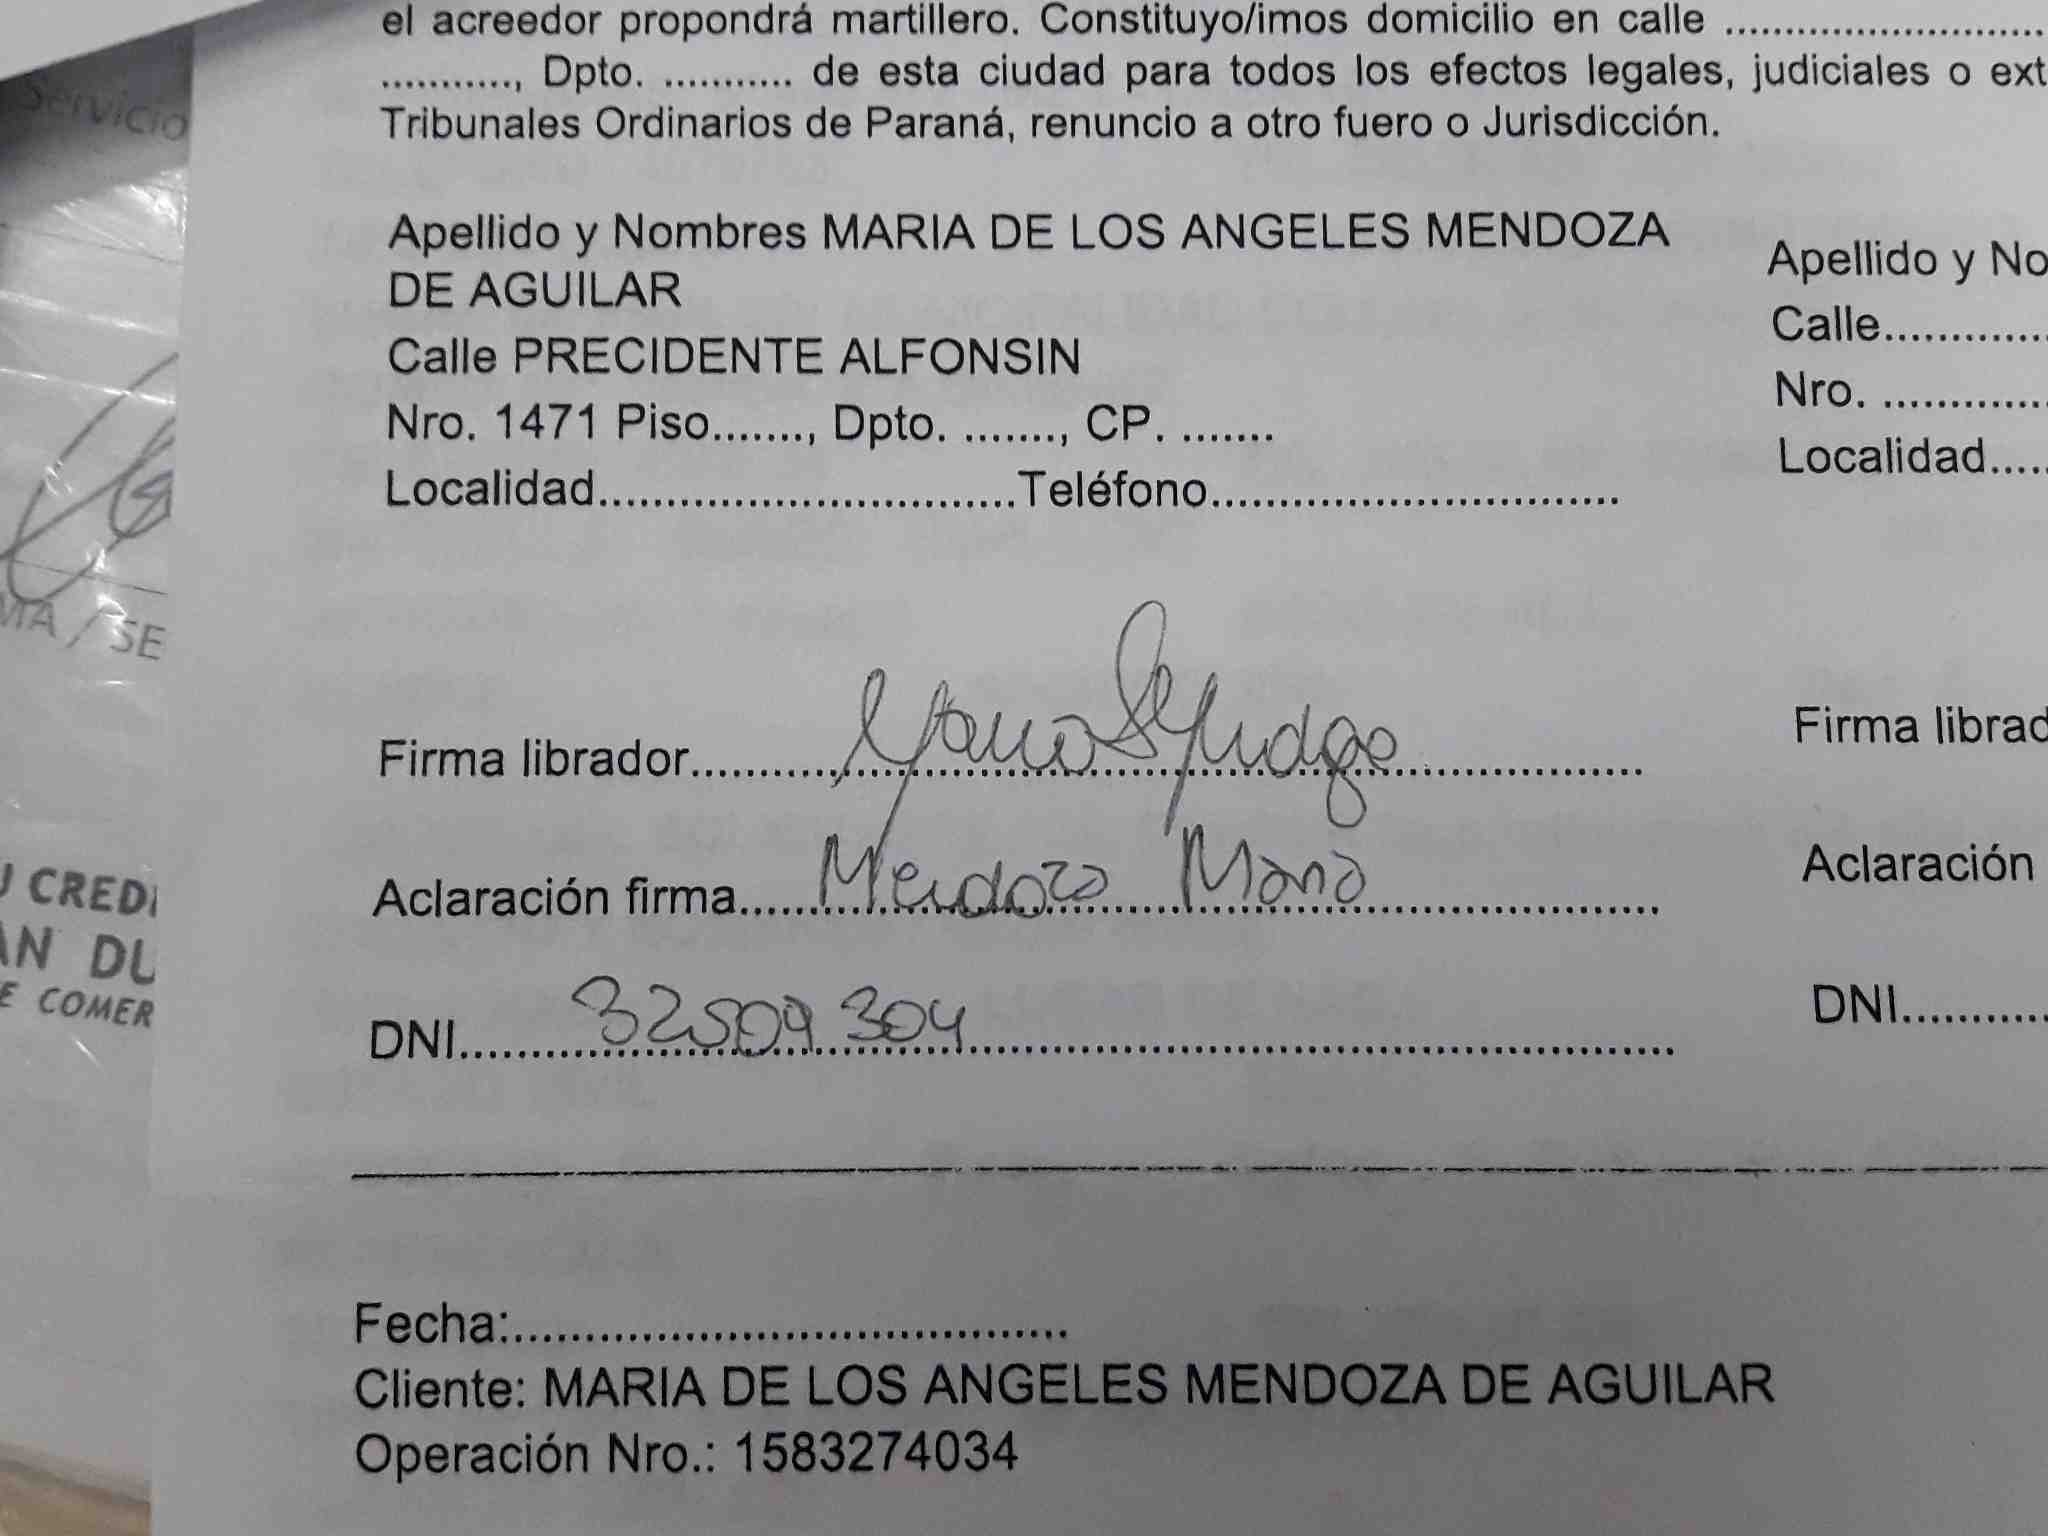 el acreedor propondrá martillero. Constituyo/imos domicilio en calle ..........................
..........., Dpto. ........... de esta ciudad para todos los efectos legales, judiciales o ext
Tribunales Ordinarios de Paraná, renuncio a otro fuero o Jurisdicción.
Apellido y Nombres MARIA DE LOS ANGELES MENDOZA
DE AGUILAR
Calle PRECIDENTE ALFONSIN
Nro. 1471 Piso......., Dpto. ......., CP. .......
Localidad...............................Teléfono..............................
Firma librador
Aclaración firma Mendoza Maria
DNI 32509304
Fecha:.........................................
Cliente: MARIA DE LOS ANGELES MENDOZA DE AGUILAR
Operación Nro.: 1583274034
Apellido y No
Calle............
Nro. ............
Localidad.....
Firma librad
Aclaración
DNI...........
Servicio
MA / SE
U CREDI
AN DU
E COMER